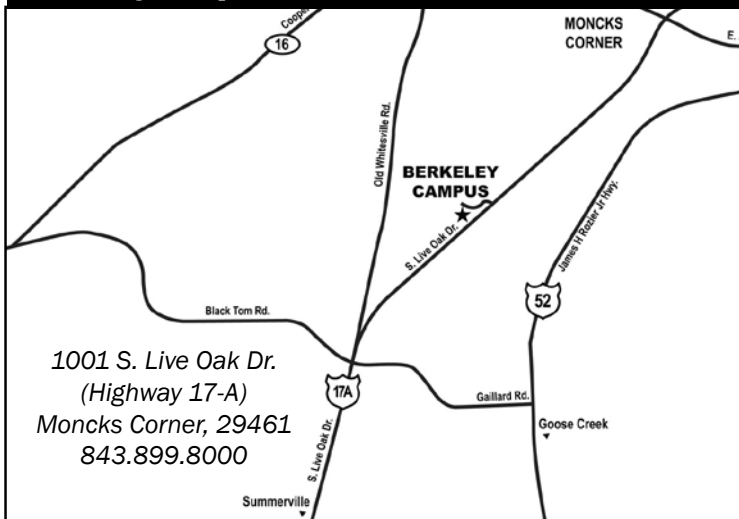 Cooper
16
MONCKS
CORNER
E.
Old Whitesville Rd.
BERKELEY
CAMPUS
S. Live Oak Dr.
James H Rozier Jr Hwy.
52
Black Tom Rd.
1001 S. Live Oak Dr.
(Highway 17-A)
Moncks Corner, 29461
843.899.8000
17A
Gaillard Rd.
Goose Creek
S. Live Oak Dr.
Summerville